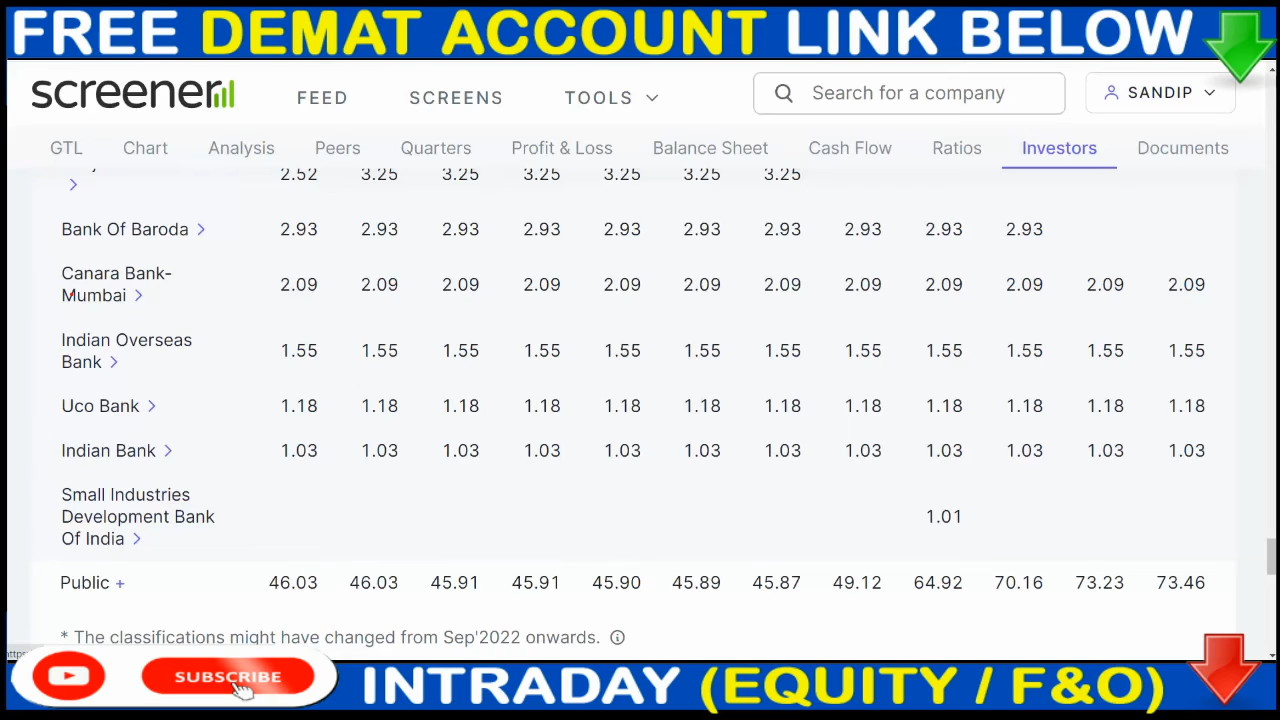 FREE DEMAT ACCOUNT LINK BELOW
screener
FEED SCREENS TOOLS
Search for a company
SANDIP
GTL Chart Analysis Peers Quarters Profit & Loss Balance Sheet Cash Flow Ratios Investors Documents
2.52 3.25 3.25 3.25 3.25 3.25 3.25
Bank Of Baroda 2.93 2.93 2.93 2.93 2.93 2.93 2.93 2.93 2.93 2.93
Canara Bank-
Mumbai 2.09 2.09 2.09 2.09 2.09 2.09 2.09 2.09 2.09 2.09 2.09 2.09
Indian Overseas
Bank 1.55 1.55 1.55 1.55 1.55 1.55 1.55 1.55 1.55 1.55 1.55 1.55
Uco Bank 1.18 1.18 1.18 1.18 1.18 1.18 1.18 1.18 1.18 1.18 1.18 1.18
Indian Bank 1.03 1.03 1.03 1.03 1.03 1.03 1.03 1.03 1.03 1.03 1.03 1.03
Small Industries
Development Bank 1.01
Of India
Public + 46.03 46.03 45.91 45.91 45.90 45.89 45.87 49.12 64.92 70.16 73.23 73.46
* The classifications might have changed from Sep'2022 onwards.
SUBSCRIBE
INTRADAY (EQUITY / F&O)